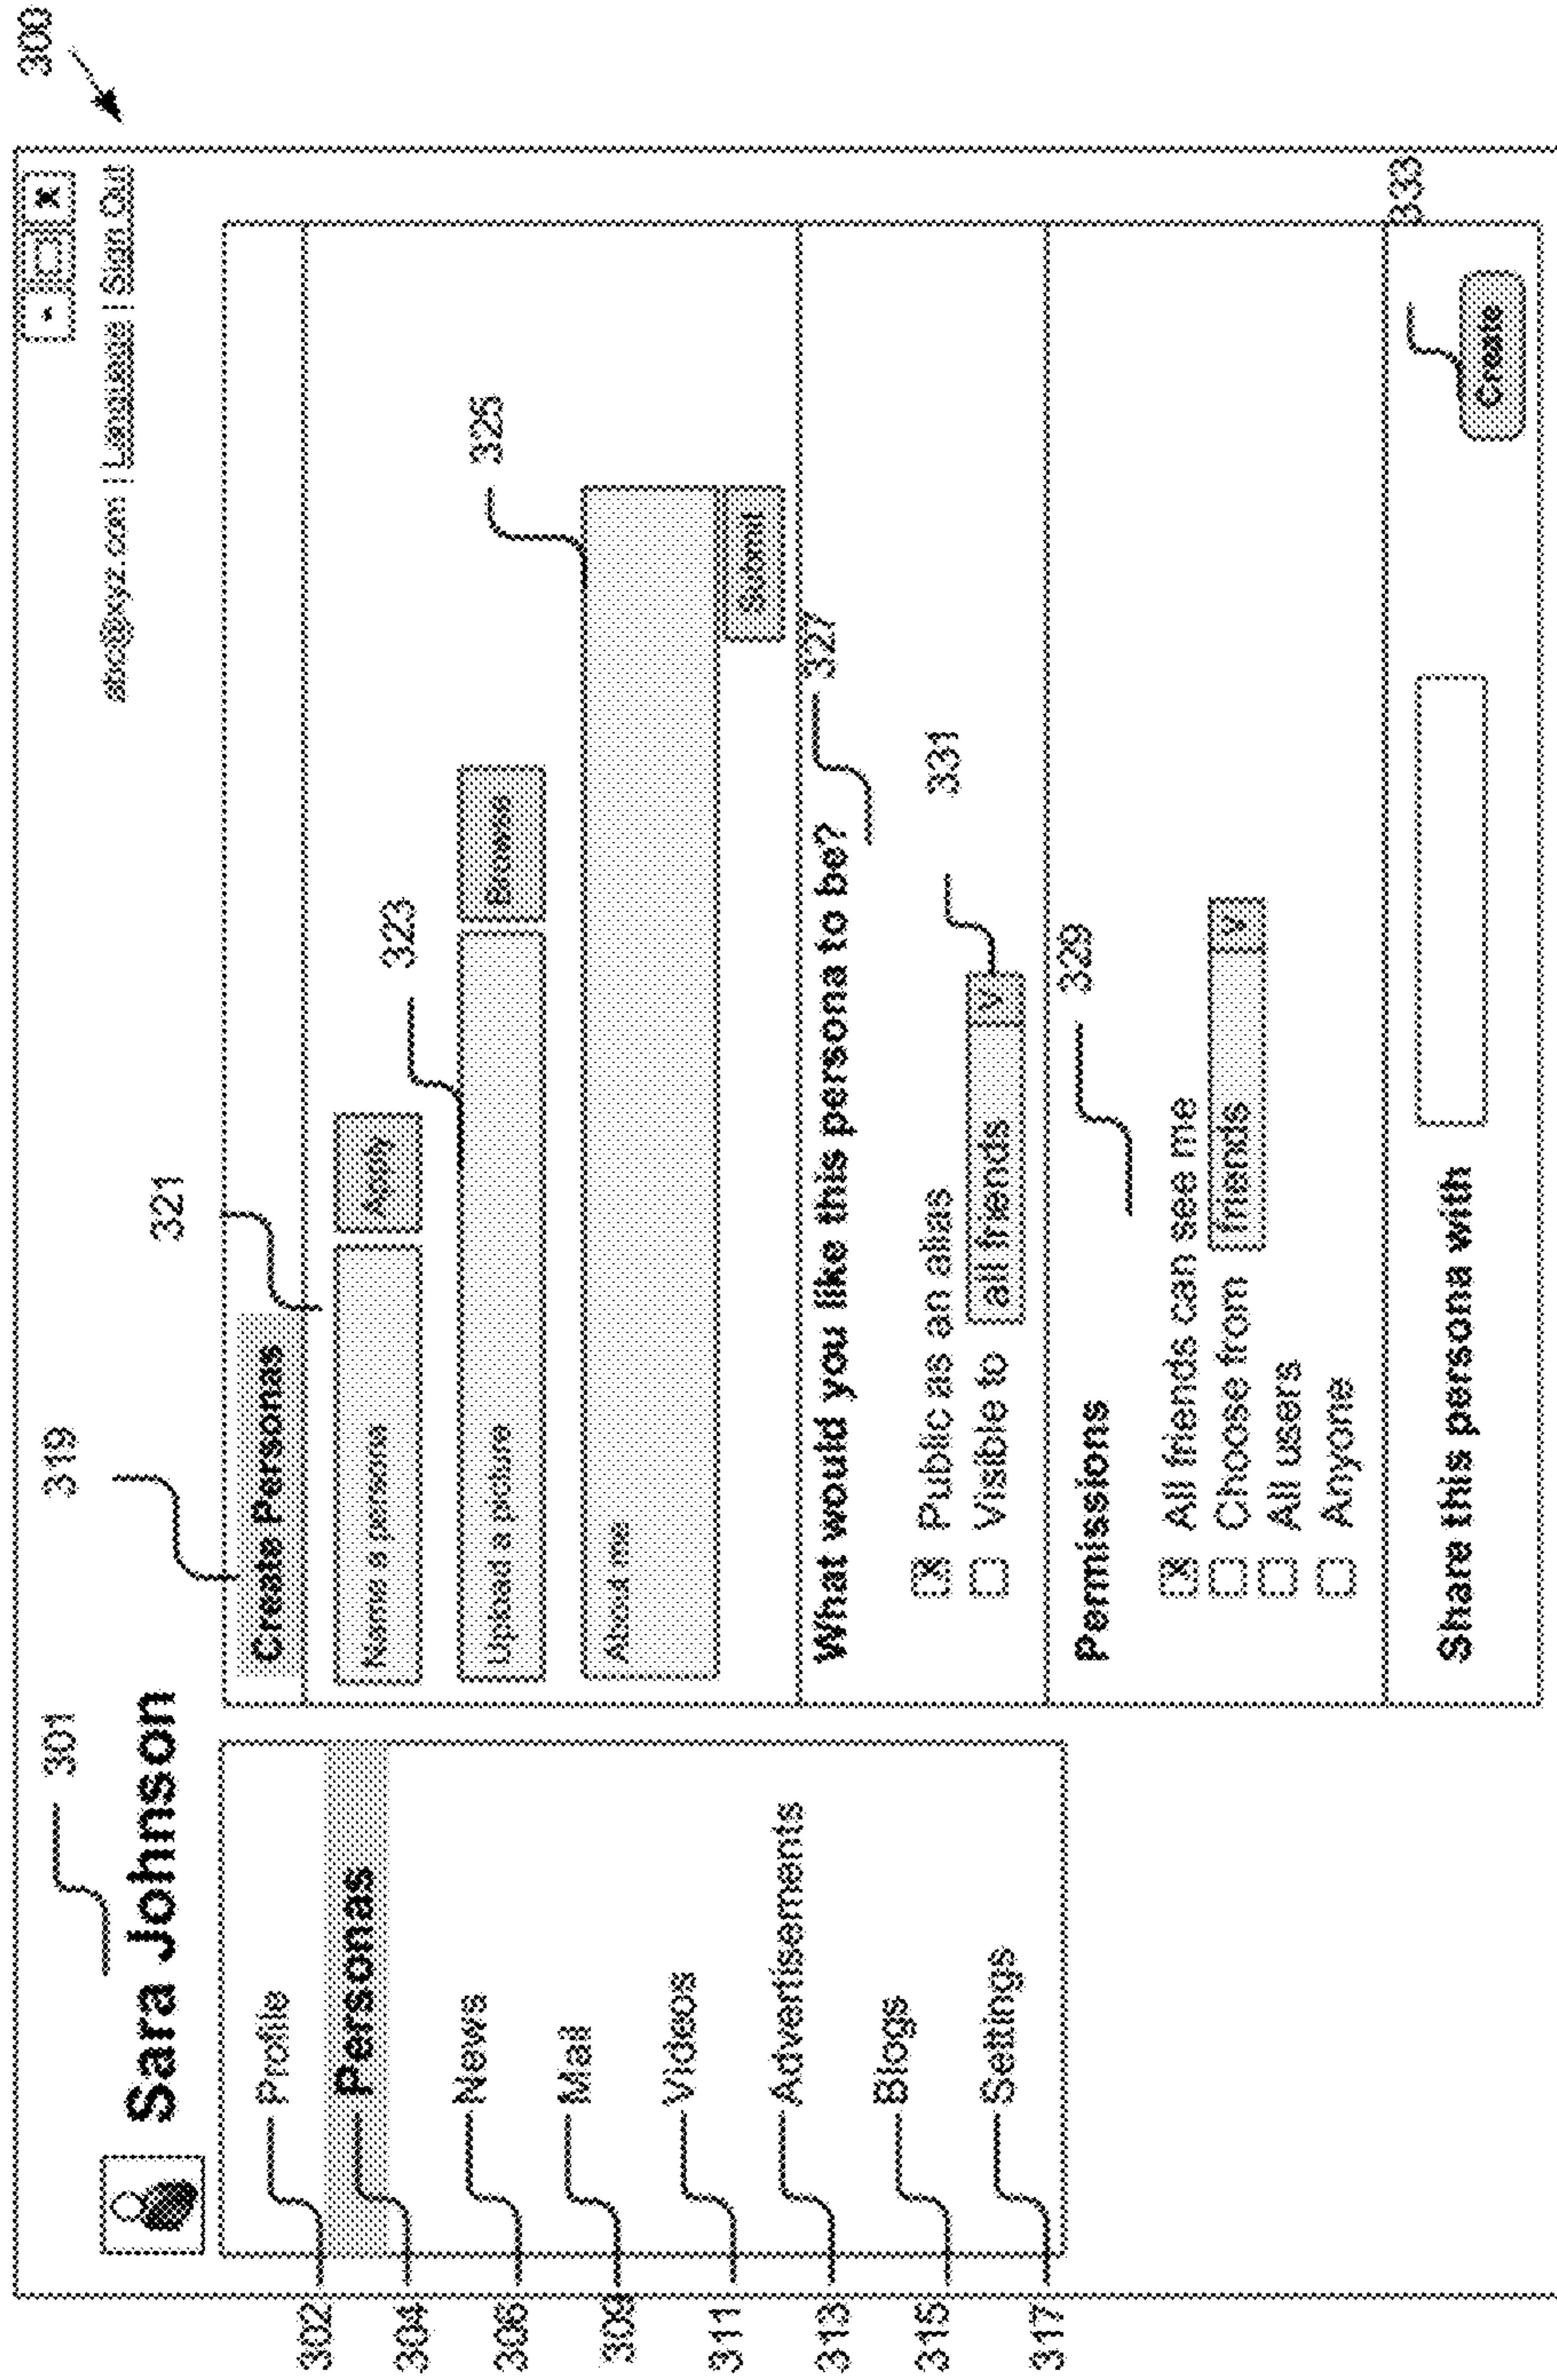 300
301
Sara Johnson
abc@xyz.com | Language | Sign Out
- X
302 Profile
304 Personas
306 News
309 Mail
311 Videos
313 Advertisements
315 Blogs
317 Settings
319
Create Personas
321
Name a persona Apply
323
Upload a picture Browse
325
About me
Submit
What would you like this persona to be? 327
X Public as an alias
Visible to all friends V 331
Permissions 329
X All friends can see me
Choose from friends V
All users
Anyone
333
Share this persona with
Create